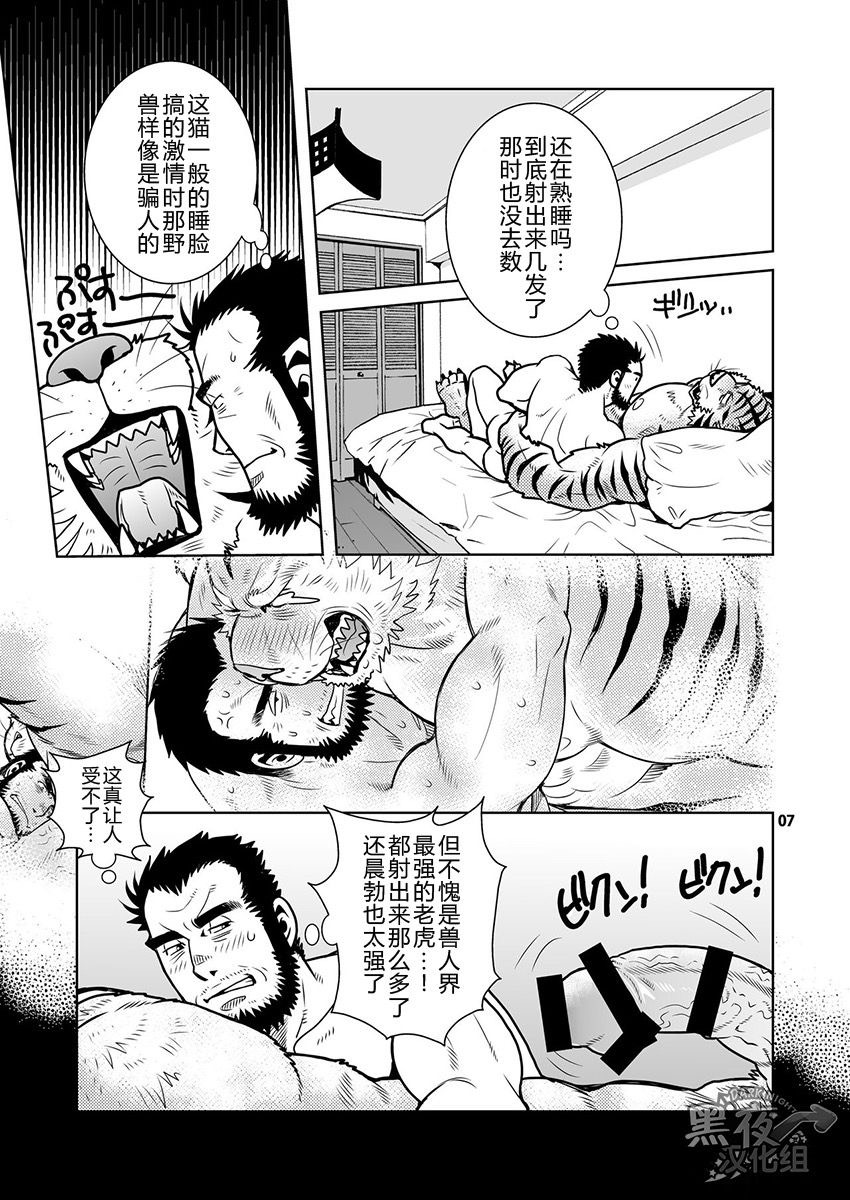 还在熟睡吗…
到底射出来几发了
那时也没去数
ギシッ‥
这猫一般的睡脸
搞的激情时那野
兽样像是骗人的
ぷすー
ぷすー
但不愧是兽人界
最强的老虎…！
都射出来那么多了
还晨勃也太强了
这真让人
受不了…
ビクン！
ビクン！
07
黑夜
汉化组